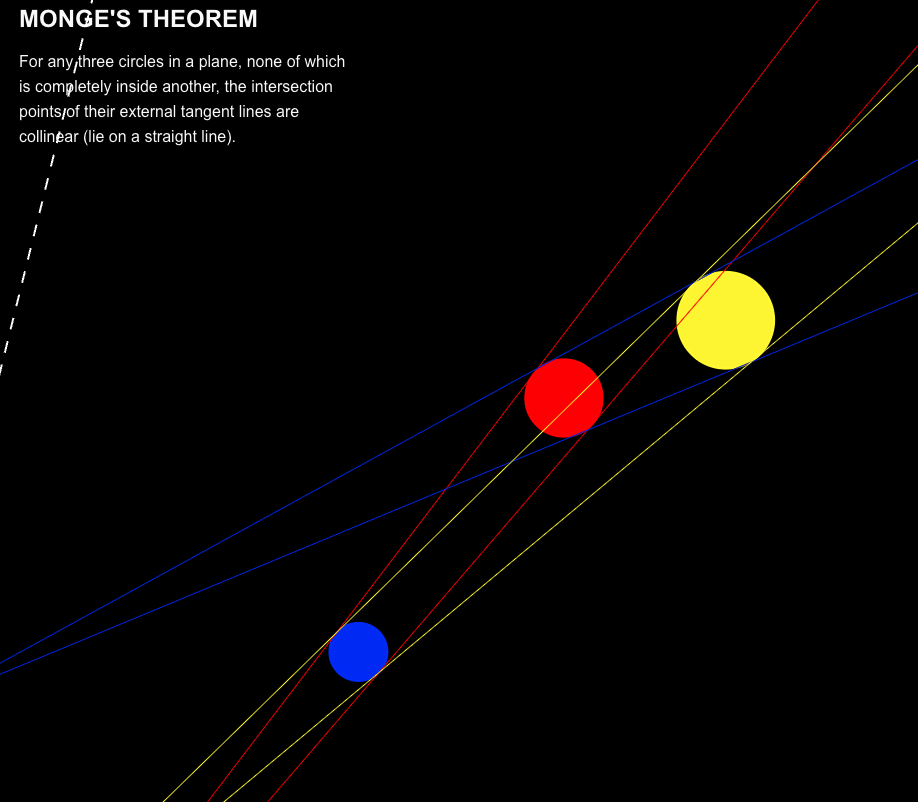 MONGE'S THEOREM
For any three circles in a plane, none of which
is completely inside another, the intersection
points of their external tangent lines are
collinear (lie on a straight line).